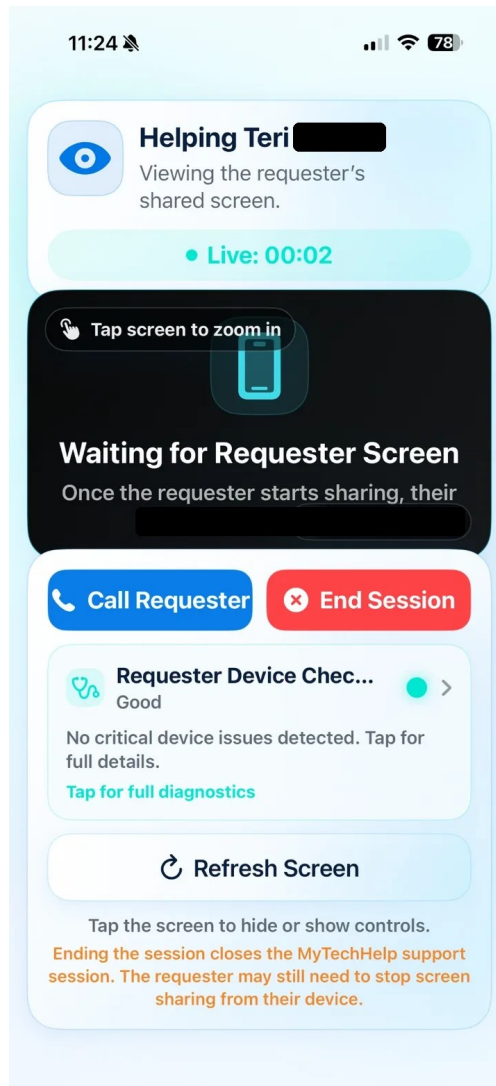 11:24
78
Helping Teri
Viewing the requester's
shared screen.
Live: 00:02
Tap screen to zoom in
Waiting for Requester Screen
Once the requester starts sharing, their
Call Requester
End Session
Requester Device Chec...
Good
No critical device issues detected. Tap for
full details.
Tap for full diagnostics
Refresh Screen
Tap the screen to hide or show controls.
Ending the session closes the MyTechHelp support
session. The requester may still need to stop screen
sharing from their device.